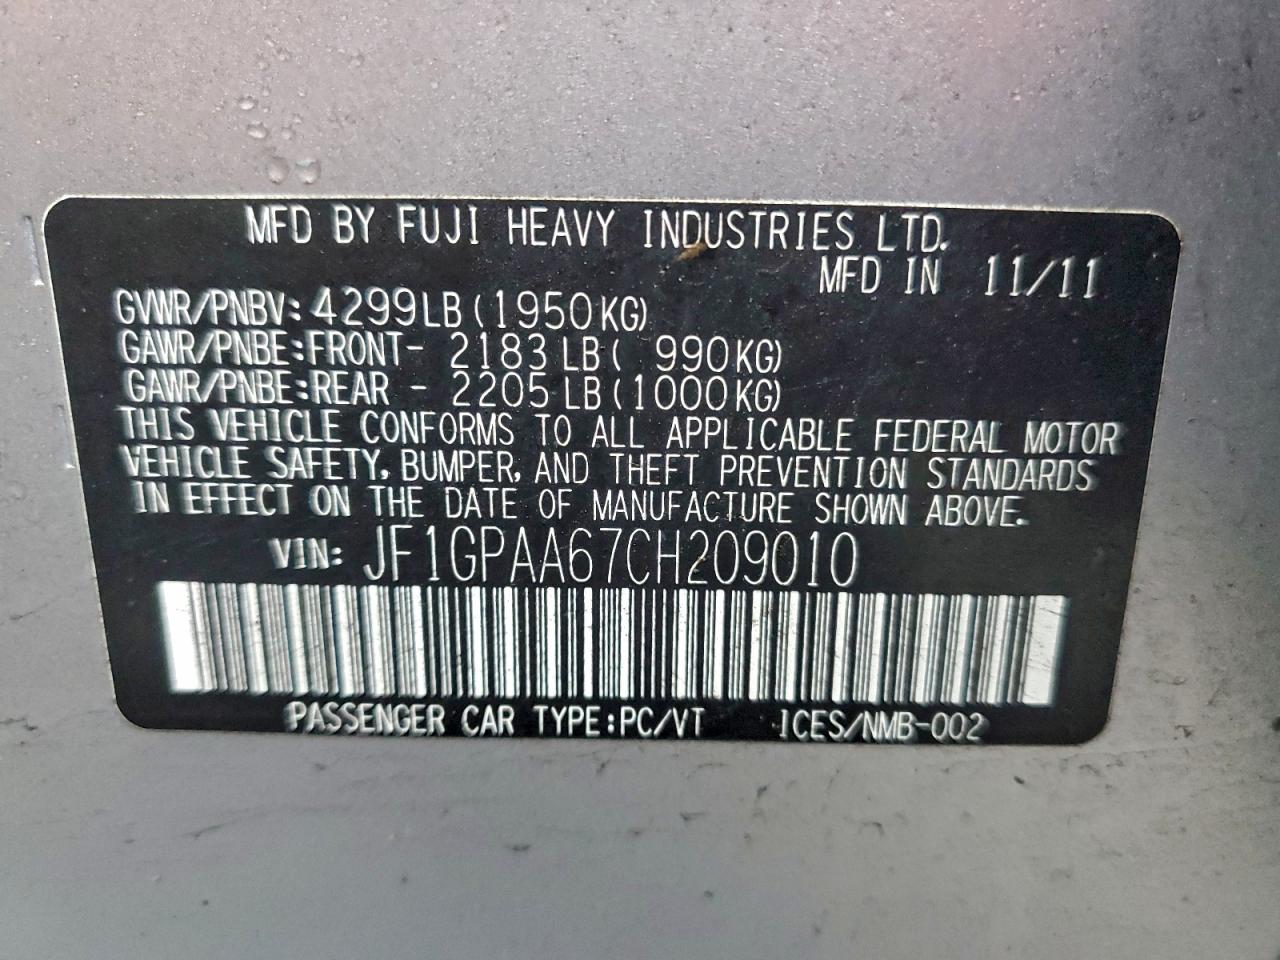 MFD BY FUJI HEAVY INDUSTRIES LTD.
MFD IN 11/11
GVWR/PNBV: 4299LB(1950KG)
GAWR/PNBE:FRONT- 2183LB( 990KG)
GAWR/PNBE:REAR - 2205LB(1000KG)
THIS VEHICLE CONFORMS TO ALL APPLICABLE FEDERAL MOTOR
VEHICLE SAFETY, BUMPER, AND THEFT PREVENTION STANDARDS
IN EFFECT ON THE DATE OF MANUFACTURE SHOWN ABOVE.
VIN: JF1GPAA67CH209010
PASSENGER CAR TYPE:PC/VT ICES/NMB-002